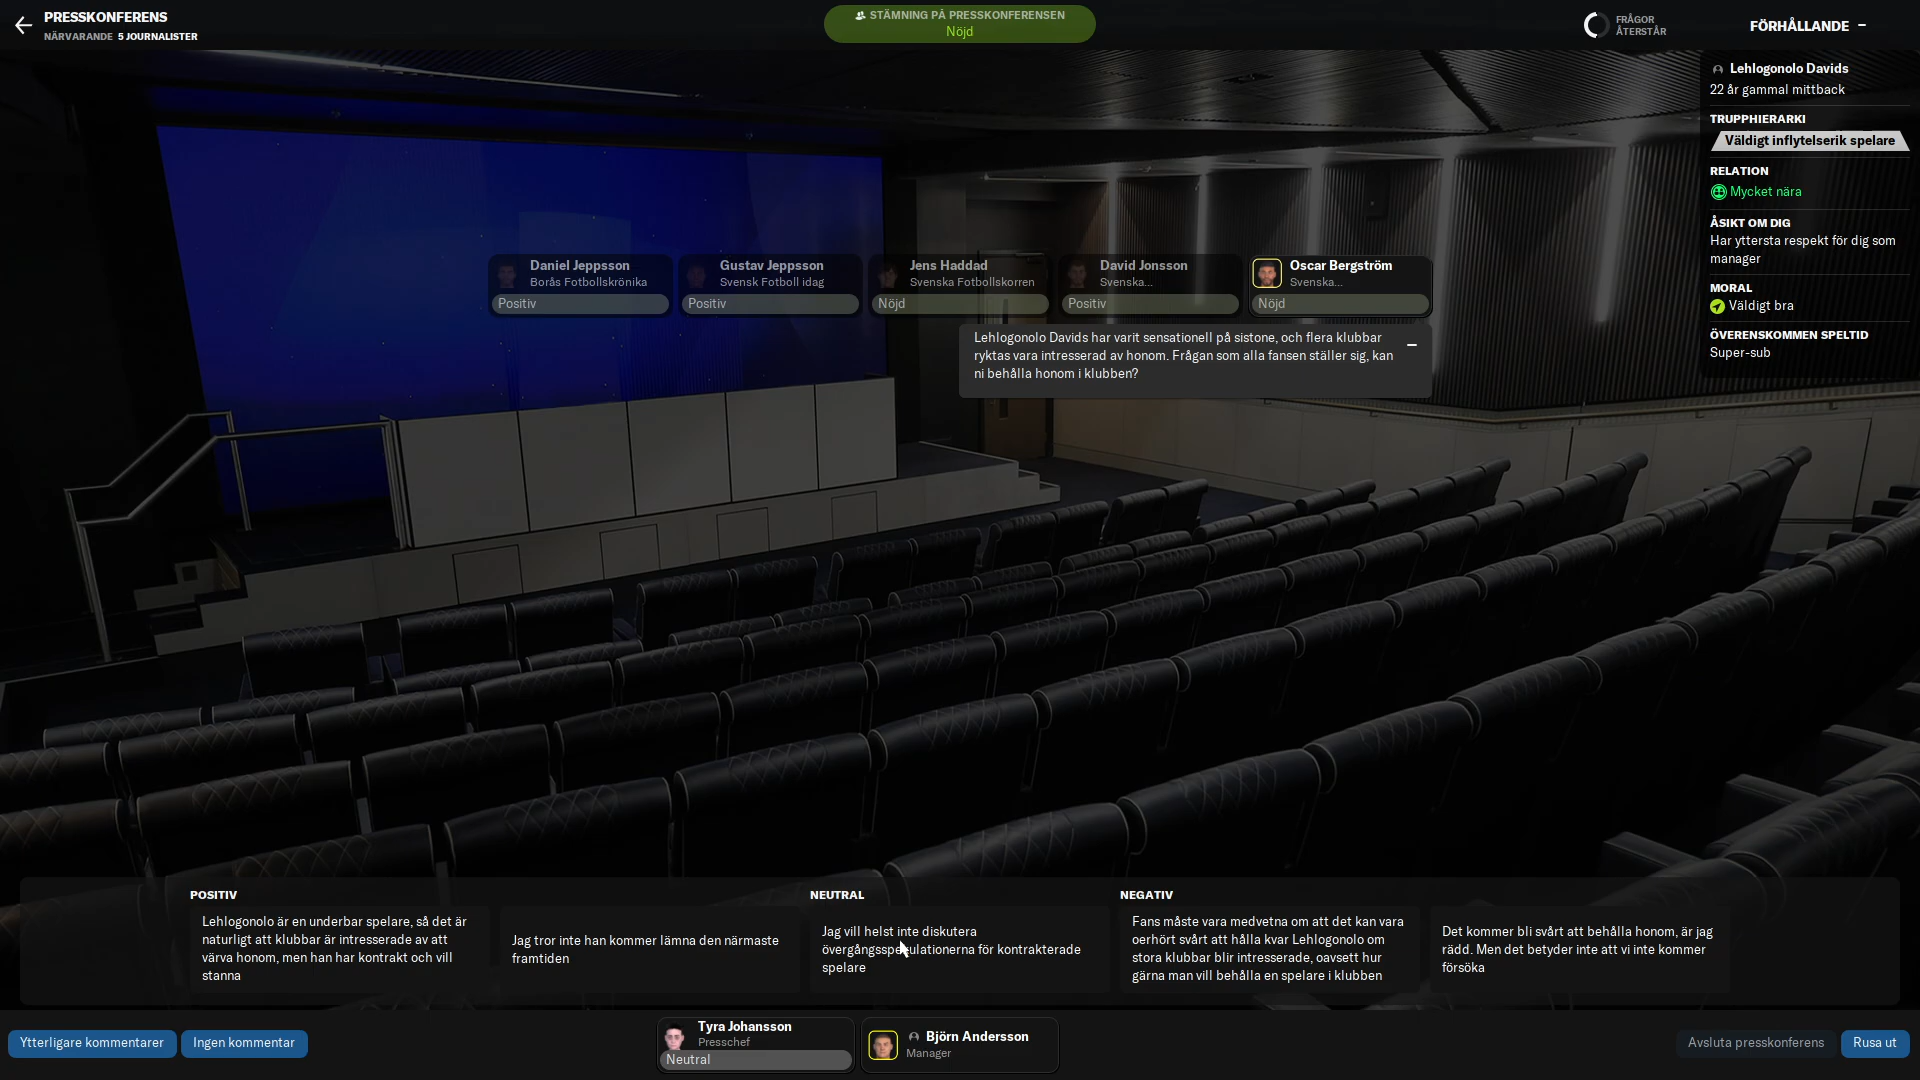 PRESSKONFERENS
NÄRVARANDE 5 JOURNALISTER
STÄMNING PÅ PRESSKONFERENSEN
Nöjd
FRÅGOR
ÅTERSTÅR
FÖRHÅLLANDE
Lehlogonolo Davids
22 år gammal mittback
TRUPPHIERARKI
Väldigt inflytelserik spelare
RELATION
Mycket nära
ÅSIKT OM DIG
Har yttersta respekt för dig som
manager
MORAL
Väldigt bra
ÖVERENSKOMMEN SPELTID
Super-sub
Daniel Jeppsson
Borås Fotbollskrönika
Positiv
Gustav Jeppsson
Svensk Fotboll idag
Positiv
Jens Haddad
Svenska Fotbollskorren
Nöjd
David Jonsson
Svenska...
Positiv
Oscar Bergström
Svenska...
Nöjd
Lehlogonolo Davids har varit sensationell på sistone, och flera klubbar
ryktas vara intresserad av honom. Frågan som alla fansen ställer sig, kan
ni behålla honom i klubben?
POSITIV
Lehlogonolo är en underbar spelare, så det är
naturligt att klubbar är intresserade av att
värva honom, men han har kontrakt och vill
stanna
Jag tror inte han kommer lämna den närmaste
framtiden
NEUTRAL
Jag vill helst inte diskutera
övergångsspekulationerna för kontrakterade
spelare
NEGATIV
Fans måste vara medvetna om att det kan vara
oerhört svårt att hålla kvar Lehlogonolo om
stora klubbar blir intresserade, oavsett hur
gärna man vill behålla en spelare i klubben
Det kommer bli svårt att behålla honom, är jag
rädd. Men det betyder inte att vi inte kommer
försöka
Ytterligare kommentarer
Ingen kommentar
Tyra Johansson
Presschef
Neutral
Björn Andersson
Manager
Avsluta presskonferens
Rusa ut